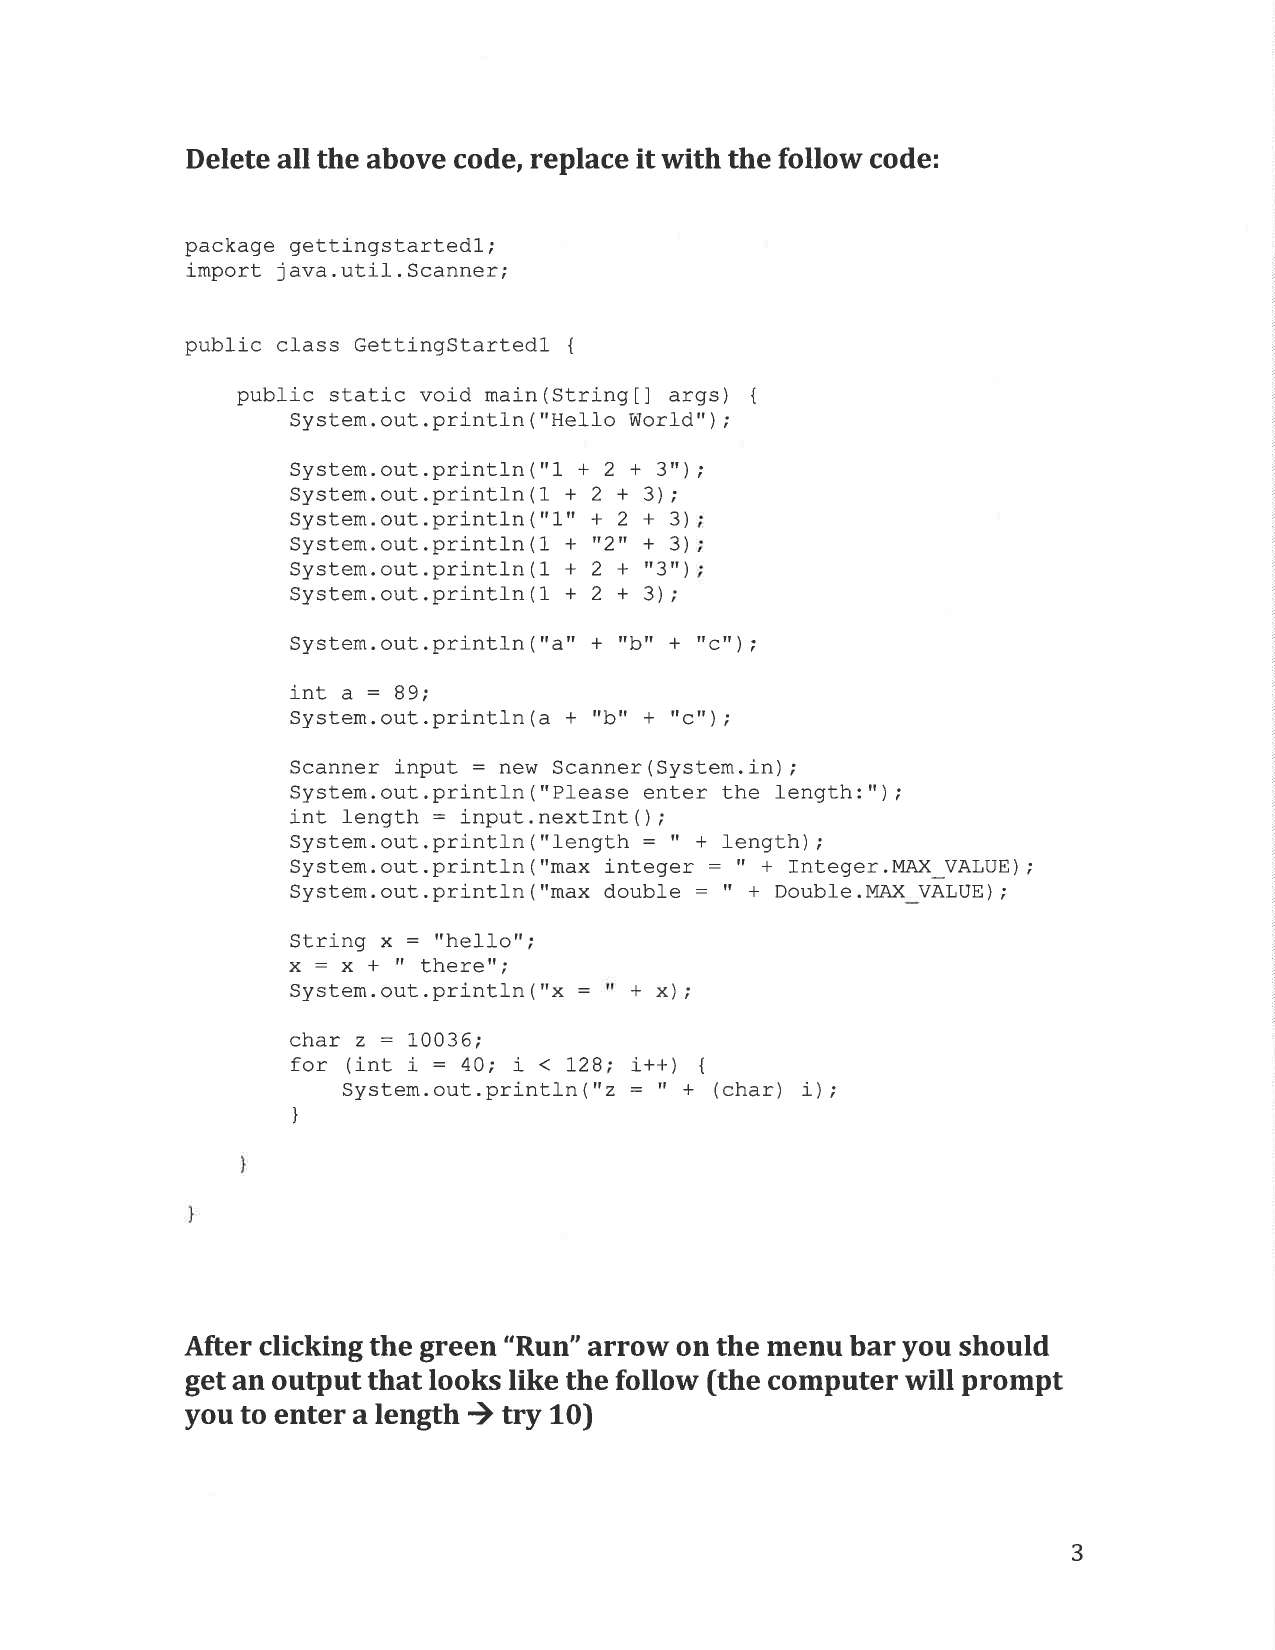 Delete all the above code, replace it with the follow code:
package gettingstarted1;
import java.util.Scanner;
public class GettingStarted1 {
public static void main(String[] args) {
System.out.println("Hello World");
System.out.println("1 + 2 + 3");
System.out.println(1 + 2 + 3);
System.out.println("1" + 2 + 3);
System.out.println(1 + "2" + 3);
System.out.println(1 + 2 + "3");
System.out.println(1 + 2 + 3);
System.out.println("a" + "b" + "c");
int a = 89;
System.out.println(a + "b" + "c");
Scanner input = new Scanner(System.in);
System.out.println("Please enter the length:");
int length = input.nextInt();
System.out.println("length = " + length);
System.out.println("max integer = " + Integer.MAX_VALUE);
System.out.println("max double = " + Double.MAX_VALUE);
String x = "hello";
x = x + " there";
System.out.println("x = " + x);
char z = 10036;
for (int i = 40; i < 128; i++) {
System.out.println("z = " + (char) i);
}
}
}
After clicking the green “Run” arrow on the menu bar you should
get an output that looks like the follow (the computer will prompt
you to enter a length → try 10)
3